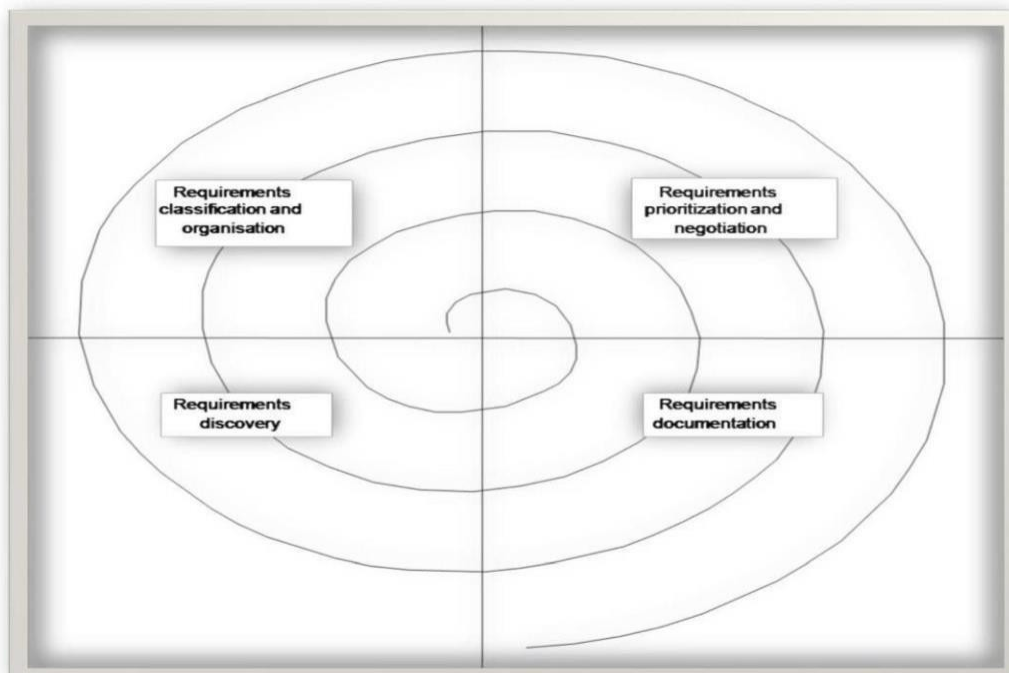 Requirements
classification and
organisation
Requirements
prioritization and
negotiation
Requirements
discovery
Requirements
documentation